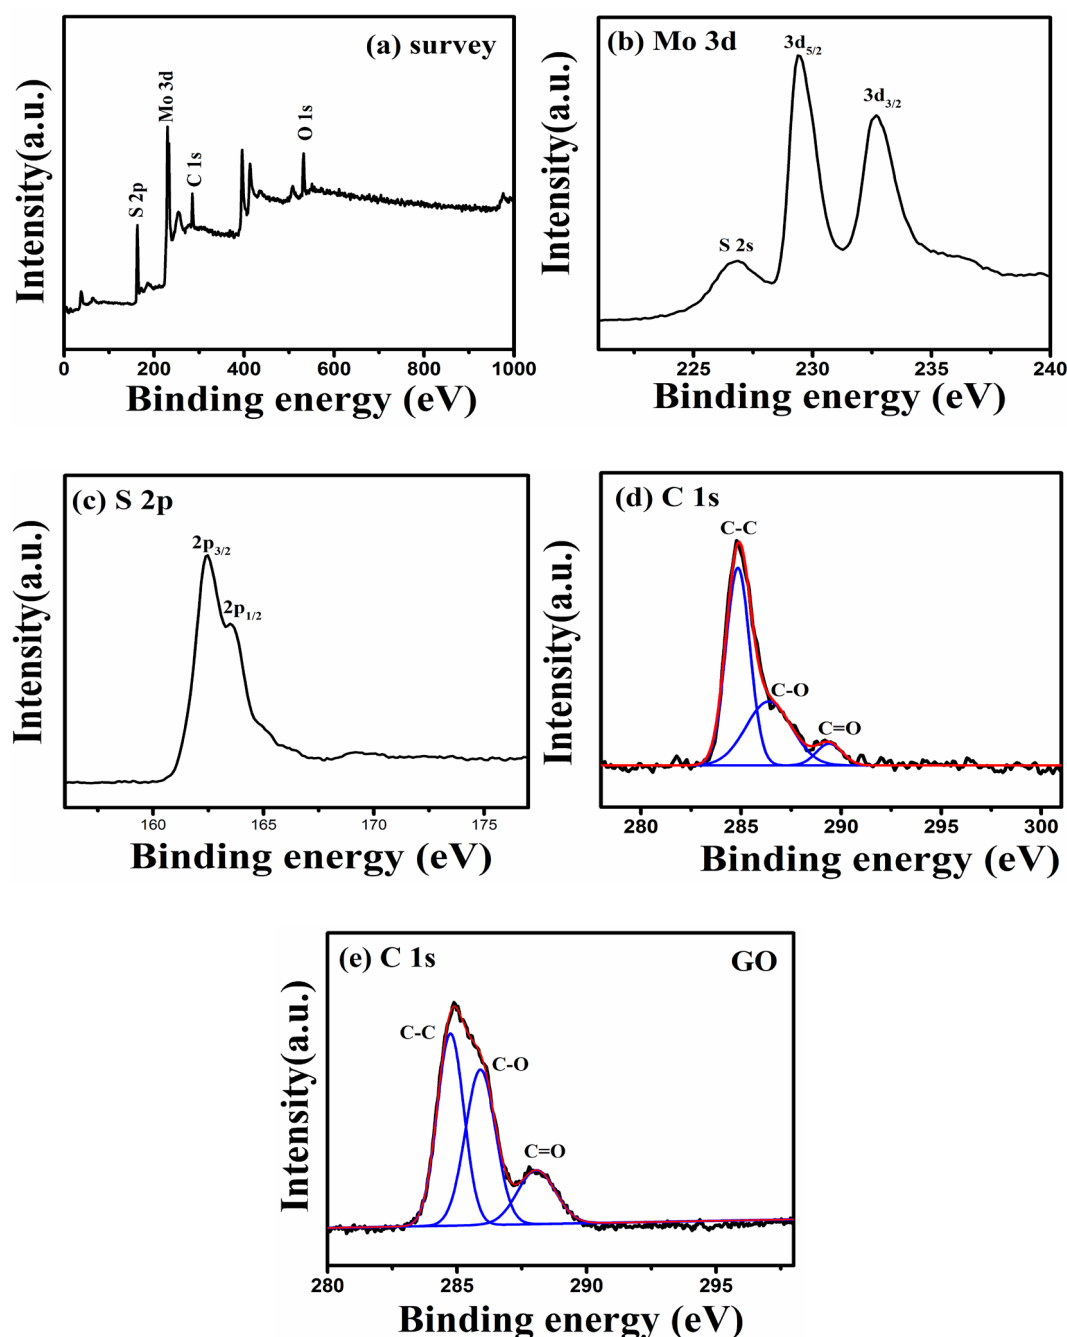 (a) survey
Mo 3d
O 1s
C 1s
S 2p
Intensity(a.u.)
0 200 400 600 800 1000
Binding energy (eV)
(b) Mo 3d
3d5/2
3d3/2
S 2s
Intensity(a.u.)
225 230 235 240
Binding energy (eV)
(c) S 2p
2p3/2
2p1/2
Intensity(a.u.)
160 165 170 175
Binding energy (eV)
(d) C 1s
C-C
C-O
C=O
Intensity(a.u.)
280 285 290 295 300
Binding energy (eV)
(e) C 1s GO
C-C
C-O
C=O
Intensity(a.u.)
280 285 290 295
Binding energy (eV)